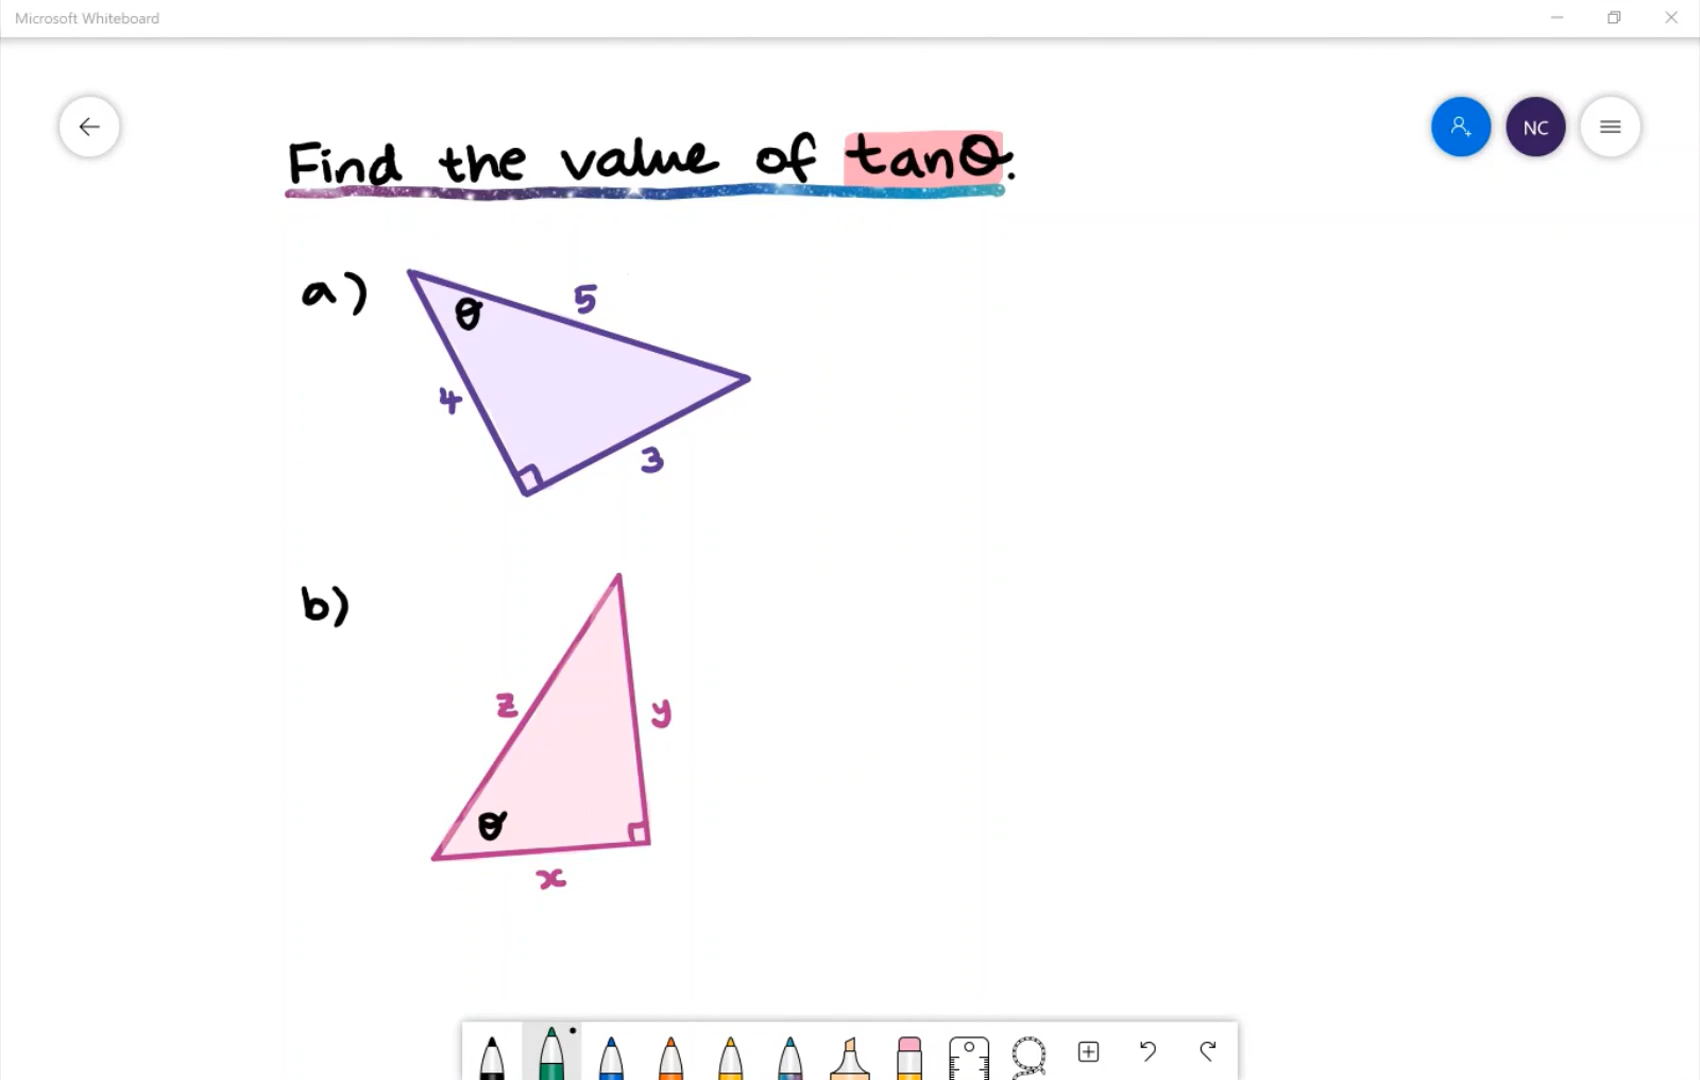 Microsoft Whiteboard
NC
Find the value of tanθ.
a)
θ
5
4
3
b)
z
y
θ
x